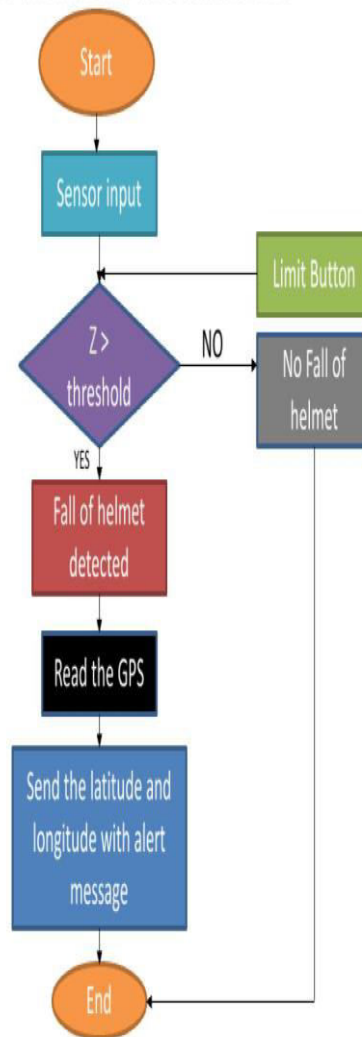 Start
Sensor input
Limit Button
Z >
threshold
NO
No Fall of
helmet
YES
Fall of helmet
detected
Read the GPS
Send the latitude and
longitude with alert
message
End